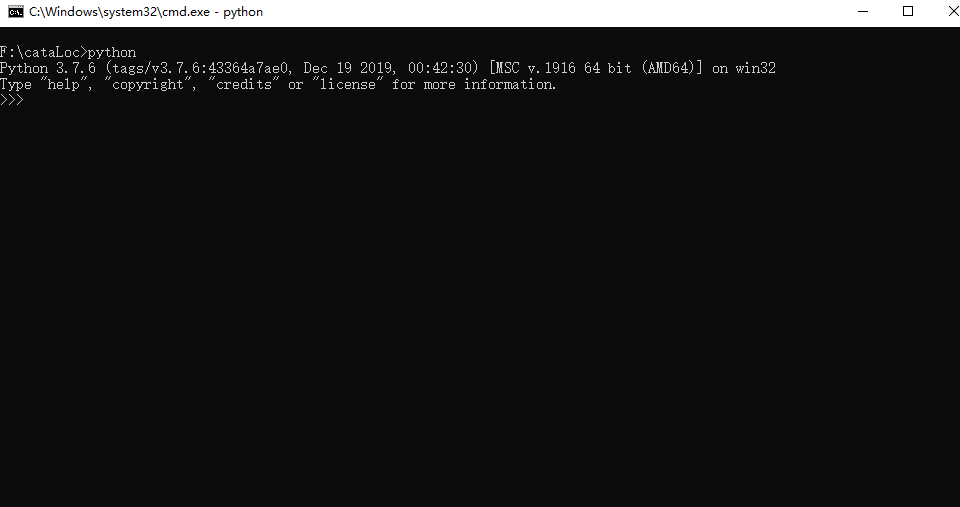 C:\Windows\system32\cmd.exe - python
F:\cataLoc>python
Python 3.7.6 (tags/v3.7.6:43364a7ae0, Dec 19 2019, 00:42:30) [MSC v.1916 64 bit (AMD64)] on win32
Type "help", "copyright", "credits" or "license" for more information.
>>>